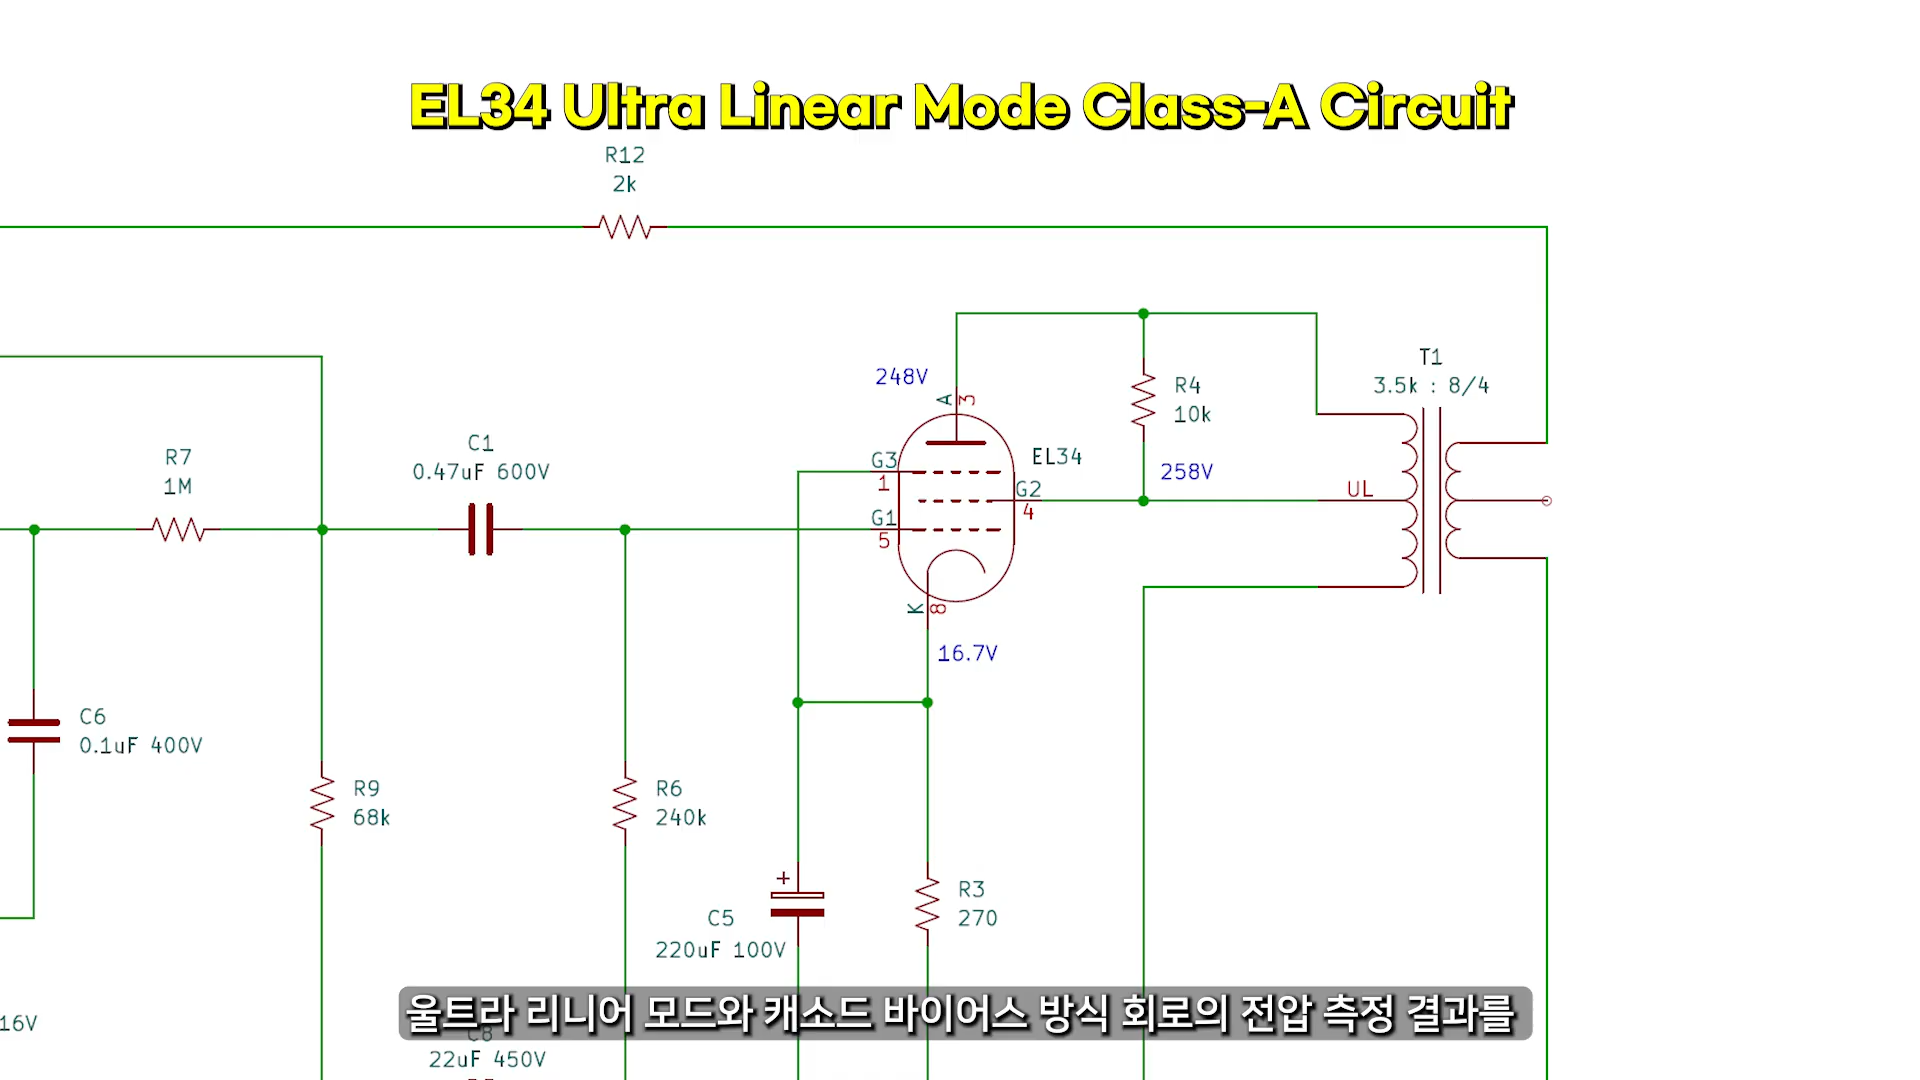 EL34 Ultra Linear Mode Class-A Circuit
R12
2k
T1
3.5k : 8/4
248V
A
3
R4
10k
R7
1M
C1
0.47uF 600V
G3
1
EL34
258V
G2
4
UL
G1
5
K
8
16.7V
C6
0.1uF 400V
R9
68k
R6
240k
+
C5
220uF 100V
R3
270
울트라 리니어 모드와 캐소드 바이어스 방식 회로의 전압 측정 결과를
16V
C8
22uF 450V